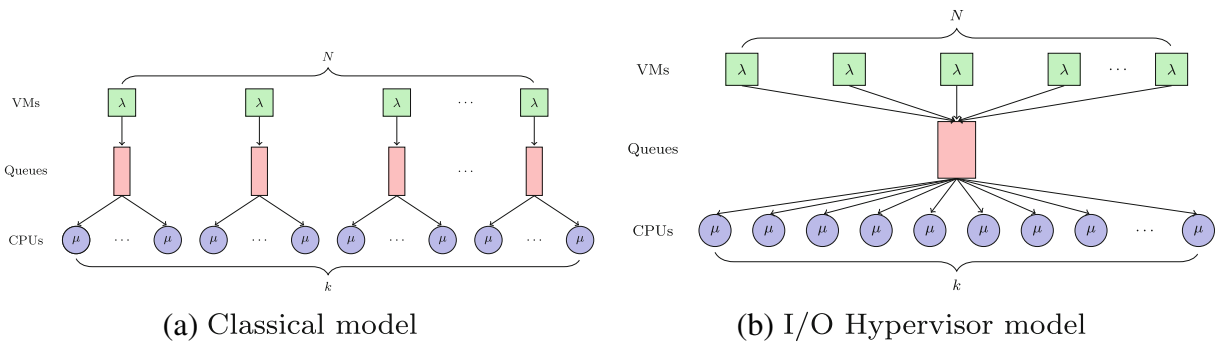 N
VMs λ λ λ ... λ
Queues ...
CPUs μ ... μ μ ... μ μ ... μ μ ... μ
k
(a) Classical model
N
VMs λ λ λ λ ... λ
Queues
CPUs μ μ μ μ μ μ μ μ ... μ
k
(b) I/O Hypervisor model